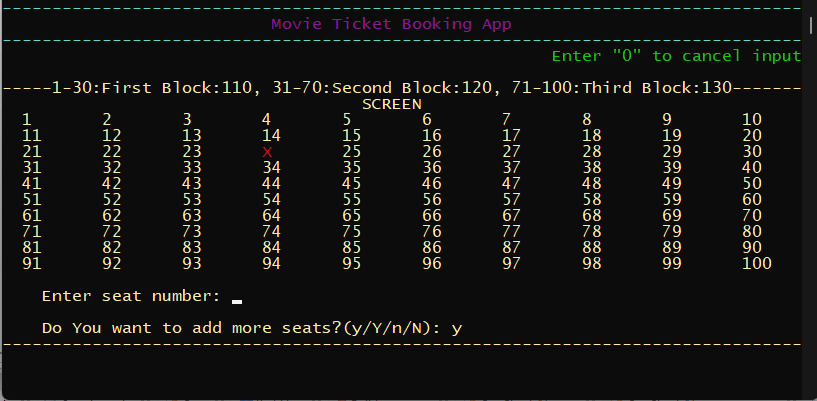 Movie Ticket Booking App
Enter "0" to cancel input
-----1-30:First Block:110, 31-70:Second Block:120, 71-100:Third Block:130-------
SCREEN
1 2 3 4 5 6 7 8 9 10
11 12 13 14 15 16 17 18 19 20
21 22 23 X 25 26 27 28 29 30
31 32 33 34 35 36 37 38 39 40
41 42 43 44 45 46 47 48 49 50
51 52 53 54 55 56 57 58 59 60
61 62 63 64 65 66 67 68 69 70
71 72 73 74 75 76 77 78 79 80
81 82 83 84 85 86 87 88 89 90
91 92 93 94 95 96 97 98 99 100
Enter seat number: _
Do You want to add more seats?(y/Y/n/N): y